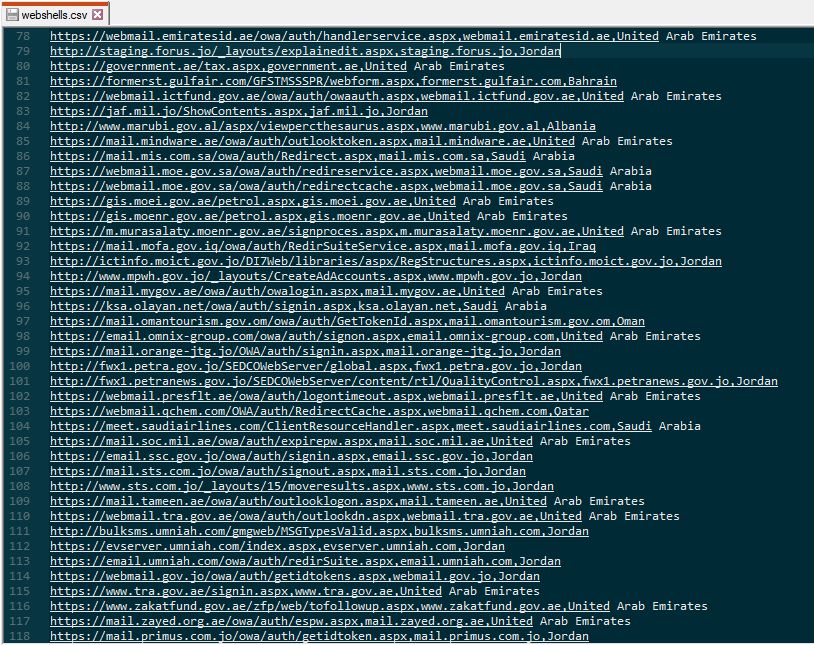 webshells.csv
78 https://webmail.emiratesid.ae/owa/auth/handlerservice.aspx,webmail.emiratesid.ae,United Arab Emirates
79 http://staging.forus.jo/_layouts/explainedit.aspx,staging.forus.jo,Jordan
80 https://government.ae/tax.aspx,government.ae,United Arab Emirates
81 https://formerst.gulfair.com/GFSTMSSSPR/webform.aspx,formerst.gulfair.com,Bahrain
82 https://webmail.ictfund.gov.ae/owa/auth/owaauth.aspx,webmail.ictfund.gov.ae,United Arab Emirates
83 https://jaf.mil.jo/ShowContents.aspx,jaf.mil.jo,Jordan
84 http://www.marubi.gov.al/aspx/viewpercthesaurus.aspx,www.marubi.gov.al,Albania
85 https://mail.mindware.ae/owa/auth/outlooktoken.aspx,mail.mindware.ae,United Arab Emirates
86 https://mail.mis.com.sa/owa/auth/Redirect.aspx,mail.mis.com.sa,Saudi Arabia
87 https://webmail.moe.gov.sa/owa/auth/redireservice.aspx,webmail.moe.gov.sa,Saudi Arabia
88 https://webmail.moe.gov.sa/owa/auth/redirectcache.aspx,webmail.moe.gov.sa,Saudi Arabia
89 https://gis.moei.gov.ae/petrol.aspx,gis.moei.gov.ae,United Arab Emirates
90 https://gis.moenr.gov.ae/petrol.aspx,gis.moenr.gov.ae,United Arab Emirates
91 https://m.murasalaty.moenr.gov.ae/signproces.aspx,m.murasalaty.moenr.gov.ae,United Arab Emirates
92 https://mail.mofa.gov.iq/owa/auth/RedirSuiteService.aspx,mail.mofa.gov.iq,Iraq
93 http://ictinfo.moict.gov.jo/DI7Web/libraries/aspx/RegStructures.aspx,ictinfo.moict.gov.jo,Jordan
94 http://www.mpwh.gov.jo/_layouts/CreateAdAccounts.aspx,www.mpwh.gov.jo,Jordan
95 https://mail.mygov.ae/owa/auth/owalogin.aspx,mail.mygov.ae,United Arab Emirates
96 https://ksa.olayan.net/owa/auth/signin.aspx,ksa.olayan.net,Saudi Arabia
97 https://mail.omantourism.gov.om/owa/auth/GetTokenId.aspx,mail.omantourism.gov.om,Oman
98 https://email.omnix-group.com/owa/auth/signon.aspx,email.omnix-group.com,United Arab Emirates
99 https://mail.orange-jtg.jo/OWA/auth/signin.aspx,mail.orange-jtg.jo,Jordan
100 http://fwx1.petra.gov.jo/SEDCOWebServer/global.aspx,fwx1.petra.gov.jo,Jordan
101 http://fwx1.petranews.gov.jo/SEDCOWebServer/content/rtl/QualityControl.aspx,fwx1.petranews.gov.jo,Jordan
102 https://webmail.presflt.ae/owa/auth/logontimeout.aspx,webmail.presflt.ae,United Arab Emirates
103 https://webmail.qchem.com/OWA/auth/RedirectCache.aspx,webmail.qchem.com,Qatar
104 https://meet.saudiairlines.com/ClientResourceHandler.aspx,meet.saudiairlines.com,Saudi Arabia
105 https://mail.soc.mil.ae/owa/auth/expirepw.aspx,mail.soc.mil.ae,United Arab Emirates
106 https://email.ssc.gov.jo/owa/auth/signin.aspx,email.ssc.gov.jo,Jordan
107 https://mail.sts.com.jo/owa/auth/signout.aspx,mail.sts.com.jo,Jordan
108 http://www.sts.com.jo/_layouts/15/moveresults.aspx,www.sts.com.jo,Jordan
109 https://mail.tameen.ae/owa/auth/outlooklogon.aspx,mail.tameen.ae,United Arab Emirates
110 https://webmail.tra.gov.ae/owa/auth/outlookdn.aspx,webmail.tra.gov.ae,United Arab Emirates
111 http://bulksms.umniah.com/gmgweb/MSGTypesValid.aspx,bulksms.umniah.com,Jordan
112 https://evserver.umniah.com/index.aspx,evserver.umniah.com,Jordan
113 https://email.umniah.com/owa/auth/redirSuite.aspx,email.umniah.com,Jordan
114 https://webmail.gov.jo/owa/auth/getidtokens.aspx,webmail.gov.jo,Jordan
115 https://www.tra.gov.ae/signin.aspx,www.tra.gov.ae,United Arab Emirates
116 https://www.zakatfund.gov.ae/zfp/web/tofollowup.aspx,www.zakatfund.gov.ae,United Arab Emirates
117 https://mail.zayed.org.ae/owa/auth/espw.aspx,mail.zayed.org.ae,United Arab Emirates
118 https://mail.primus.com.jo/owa/auth/getidtoken.aspx,mail.primus.com.jo,Jordan